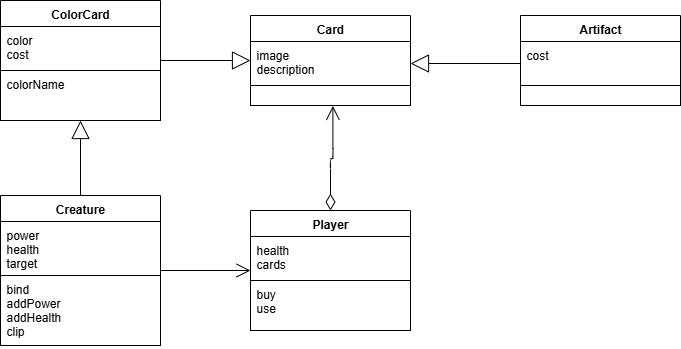 ColorCard
color
cost
colorName
Card
image
description
Artifact
cost
Creature
power
health
target
bind
addPower
addHealth
clip
Player
health
cards
buy
use